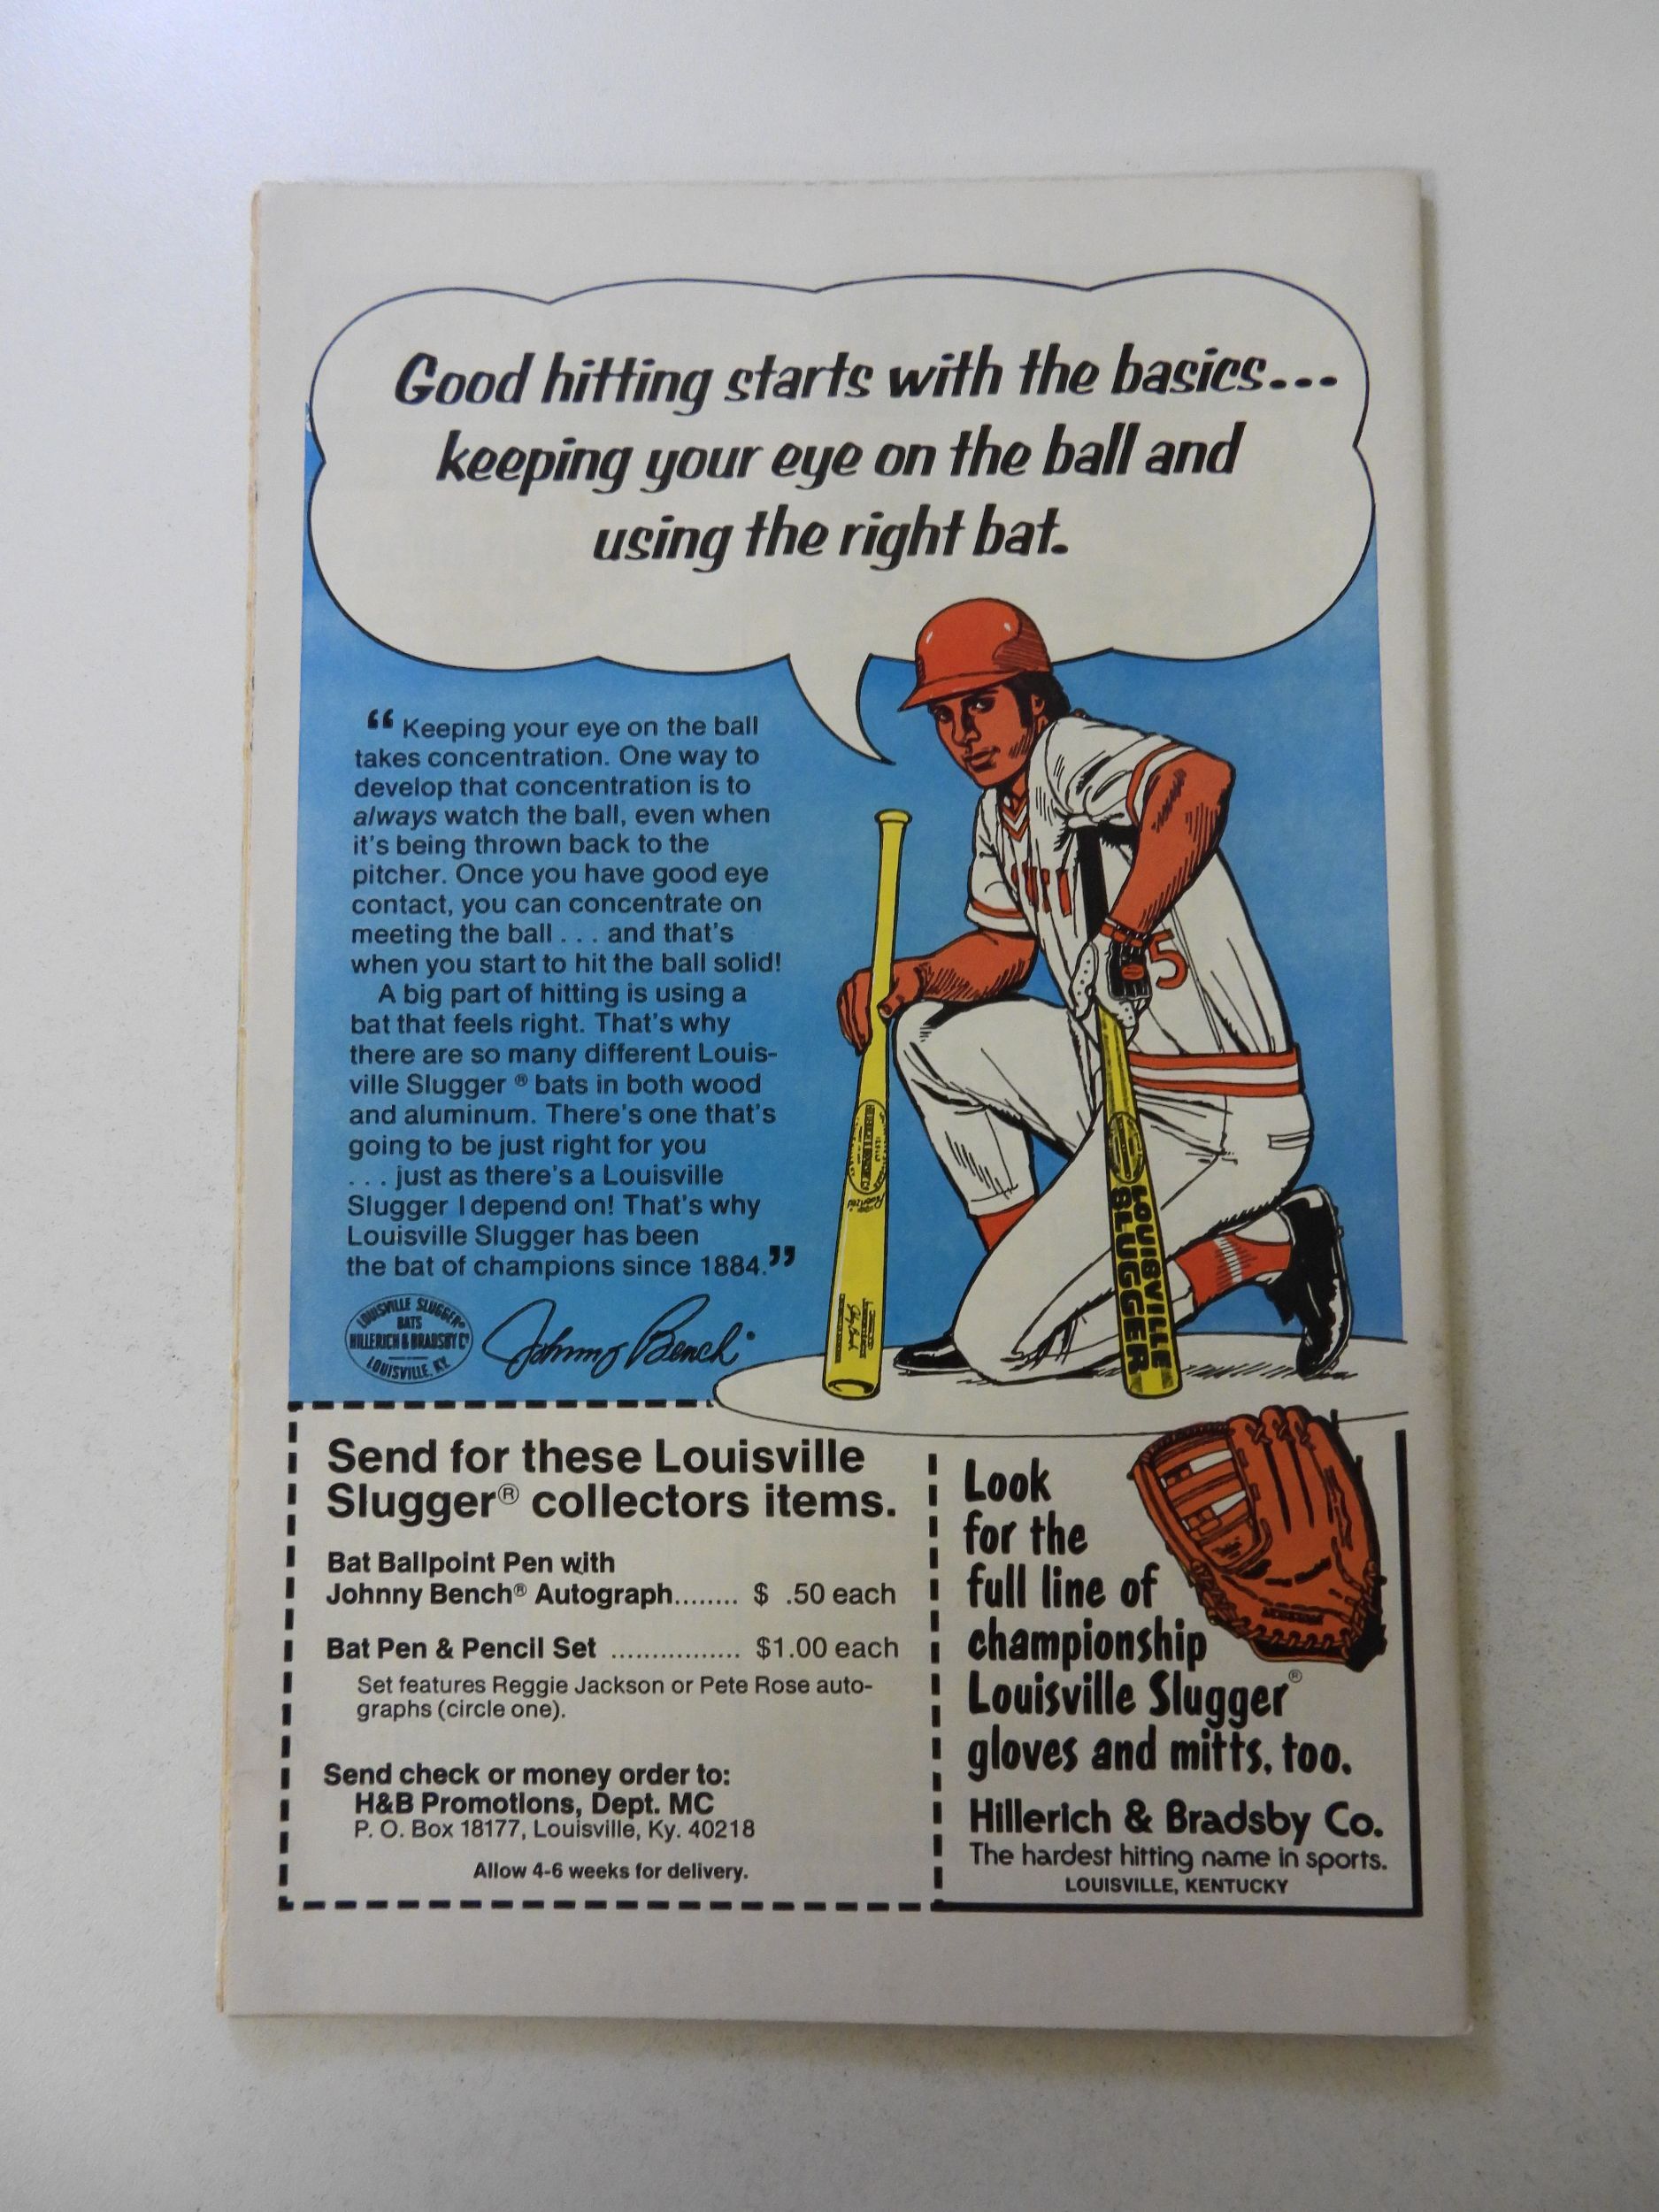 Good hitting starts with the basics...
keeping your eye on the ball and
using the right bat.
“ Keeping your eye on the ball
takes concentration. One way to
develop that concentration is to
always watch the ball, even when
it's being thrown back to the
pitcher. Once you have good eye
contact, you can concentrate on
meeting the ball . . . and that's
when you start to hit the ball solid!
A big part of hitting is using a
bat that feels right. That's why
there are so many different Louis-
ville Slugger ® bats in both wood
and aluminum. There's one that's
going to be just right for you
. . . just as there's a Louisville
Slugger I depend on! That's why
Louisville Slugger has been
the bat of champions since 1884.”
LOUISVILLE SLUGGER®
BATS
HILLERICH & BRADSBY Co
LOUISVILLE, KY.
Johnny Bench
5
LOUISVILLE
SLUGGER
Send for these Louisville
Slugger® collectors items.
Bat Ballpoint Pen with
Johnny Bench® Autograph........ $ .50 each
Bat Pen & Pencil Set ................ $1.00 each
Set features Reggie Jackson or Pete Rose auto-
graphs (circle one).
Send check or money order to:
H&B Promotions, Dept. MC
P. O. Box 18177, Louisville, Ky. 40218
Allow 4-6 weeks for delivery.
Look
for the
full line of
championship
Louisville Slugger®
gloves and mitts, too.
Hillerich & Bradsby Co.
The hardest hitting name in sports.
LOUISVILLE, KENTUCKY